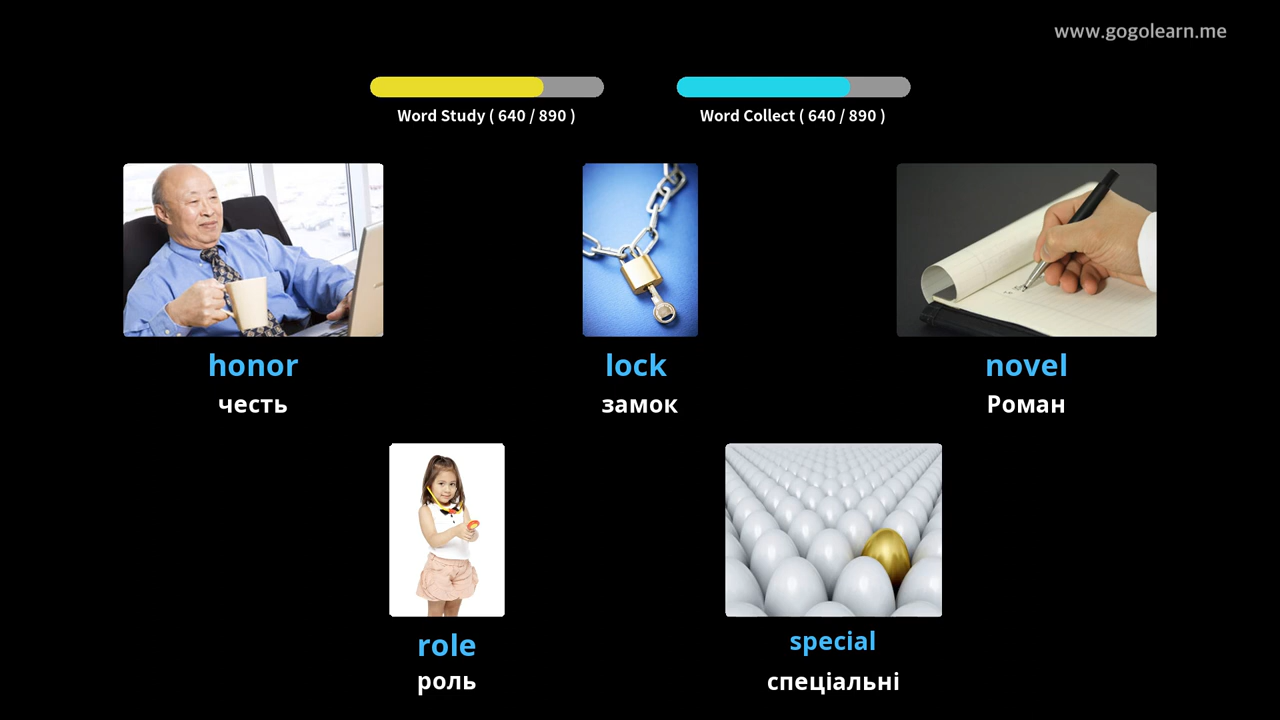 www.gogolearn.me
Word Study ( 640 / 890 )
Word Collect ( 640 / 890 )
honor
честь
lock
замок
novel
Роман
role
роль
special
спеціальні